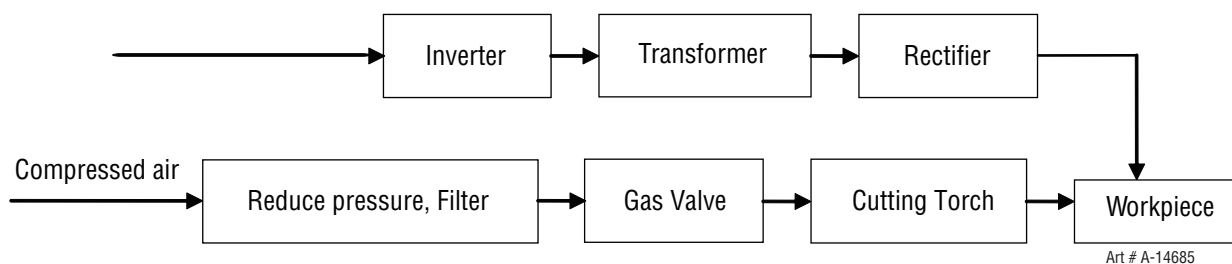 Inverter
Transformer
Rectifier
Compressed air
Reduce pressure, Filter
Gas Valve
Cutting Torch
Workpiece
Art # A-14685